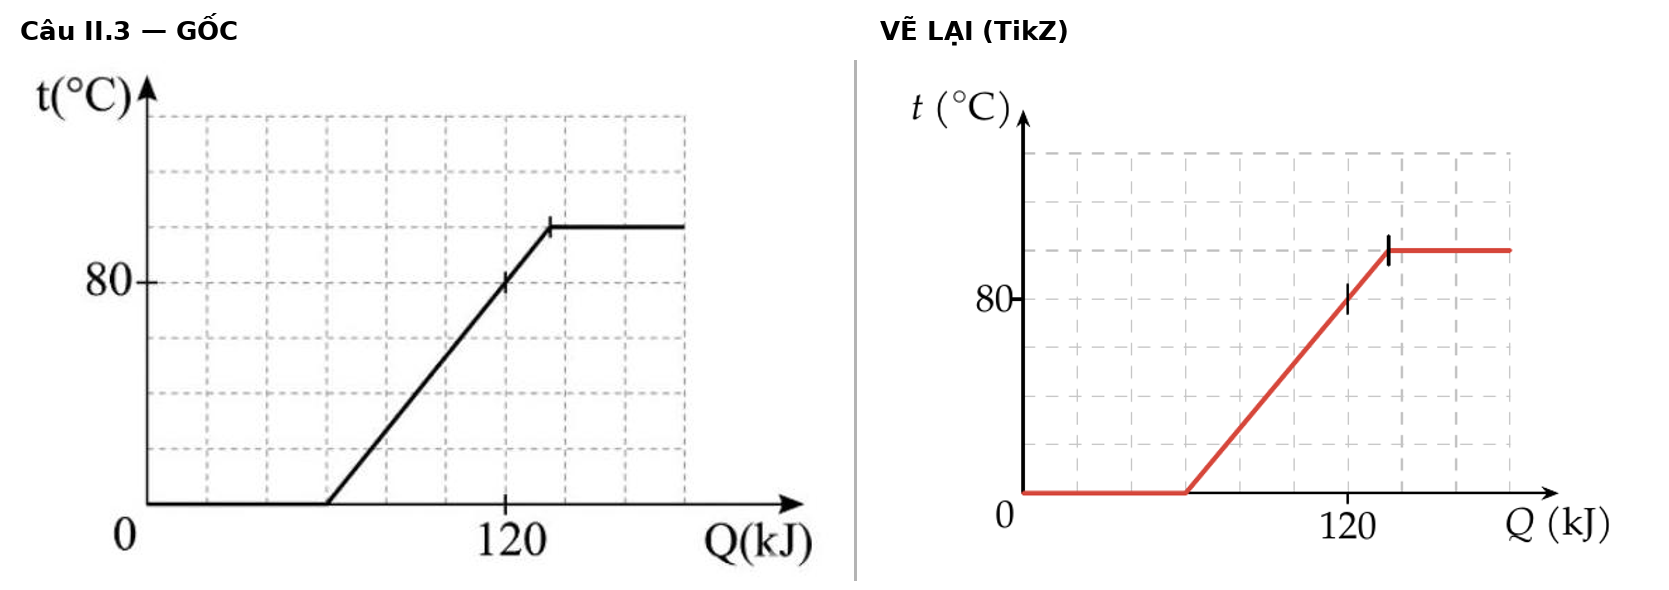 Câu II.3 — GỐC
t(°C)
80
0
120
Q(kJ)
VẼ LẠI (TikZ)
t (°C)
80
0
120
Q (kJ)